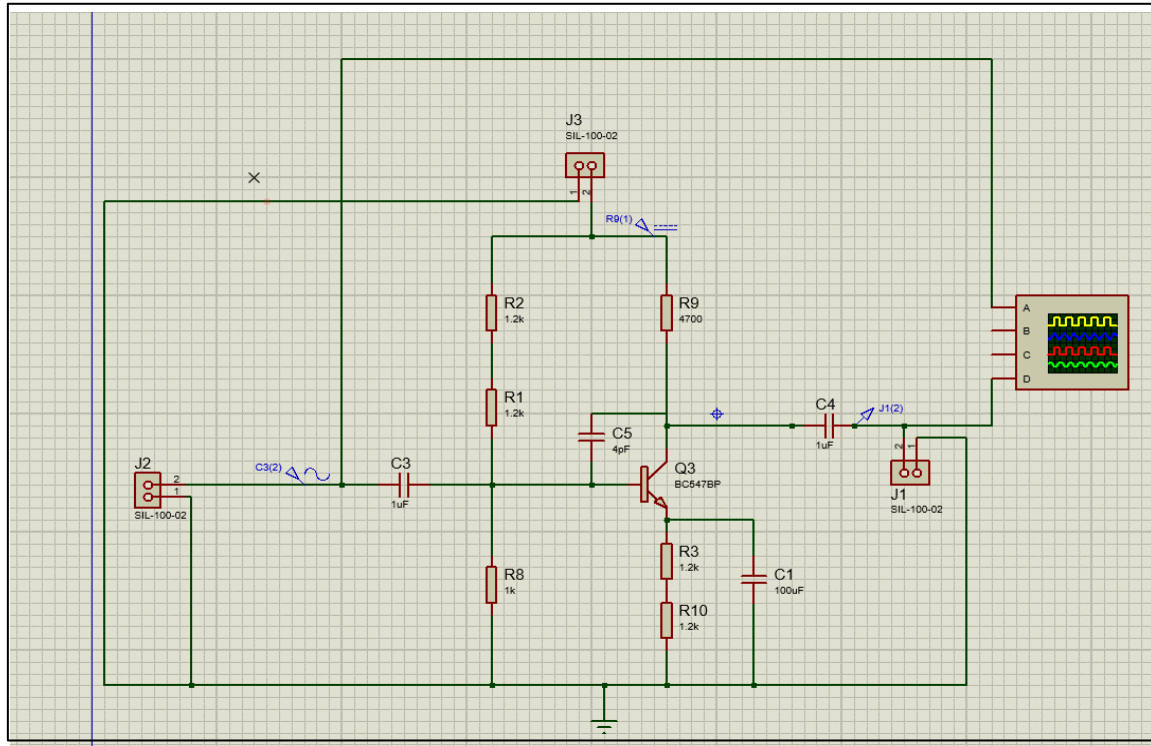 J3
SIL-100-02
1
2
R9(1)
R2
1.2k
R9
4700
A
B
C
D
R1
1.2k
C4
1uF
J1(2)
C5
4pF
J2
SIL-100-02
2
1
C3(2)
C3
1uF
Q3
BC547BP
2
1
J1
SIL-100-02
R8
1k
R3
1.2k
C1
100uF
R10
1.2k